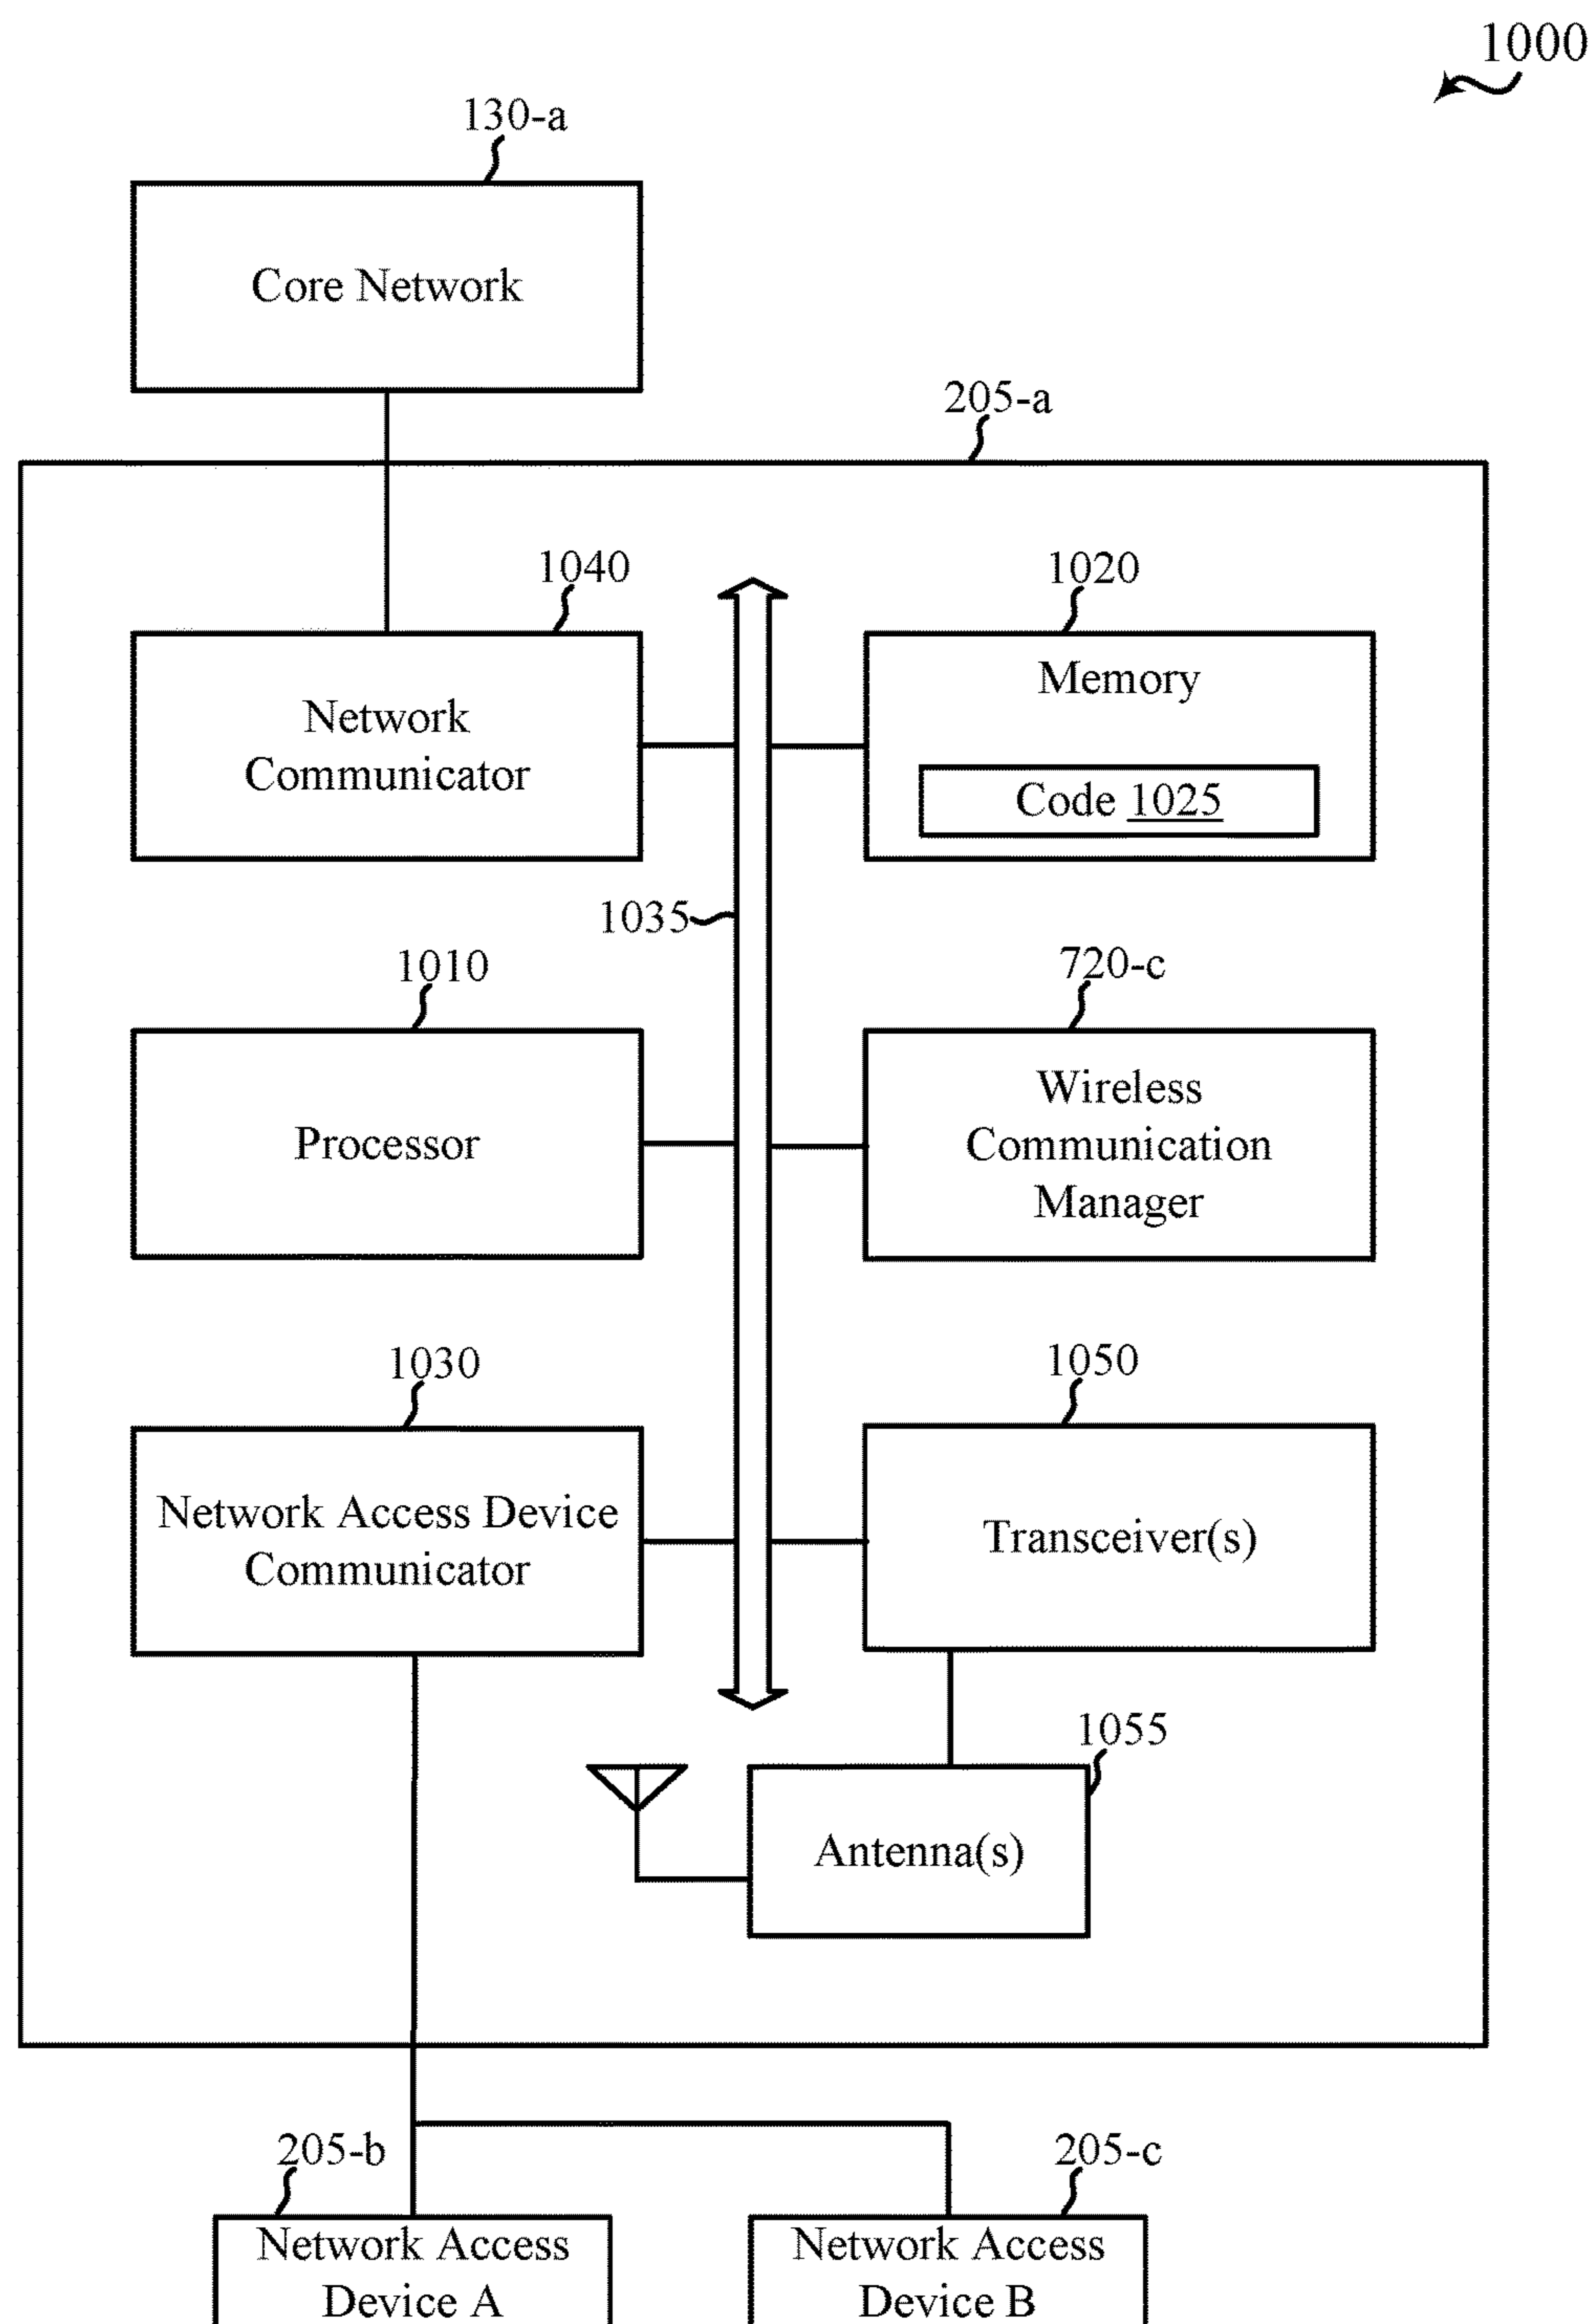 1000
130-a
Core Network
205-a
1040
1020
Network
Communicator
Memory
Code 1025
1035
1010
720-c
Processor
Wireless
Communication
Manager
1030
1050
Network Access Device
Communicator
Transceiver(s)
1055
Antenna(s)
205-b
205-c
Network Access
Device A
Network Access
Device B